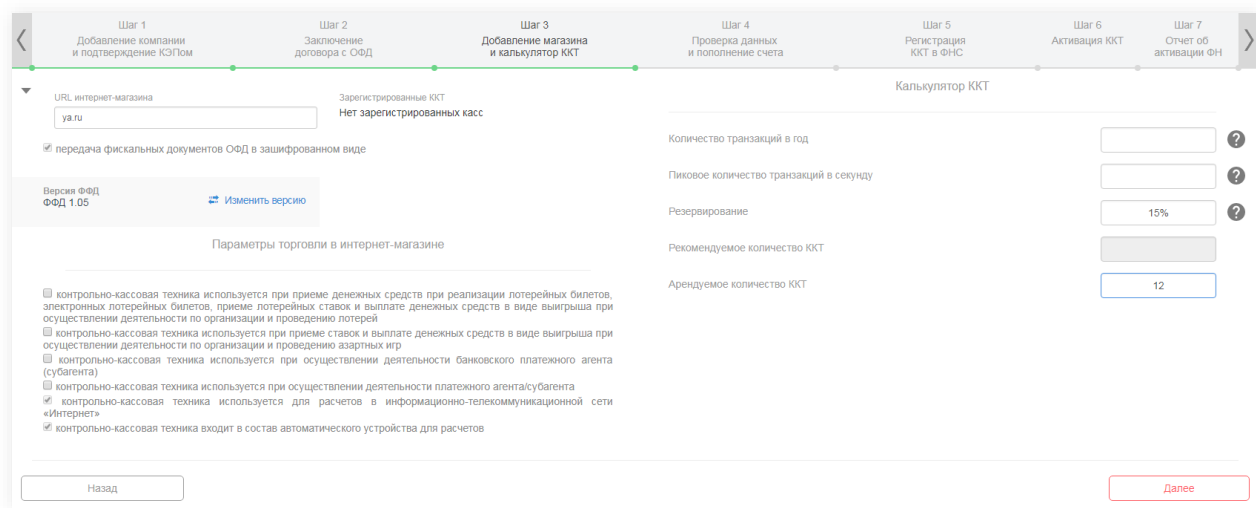 Шаг 1
Добавление компании
и подтверждение КЭПом
Шаг 2
Заключение
договора с ОФД
Шаг 3
Добавление магазина
и калькулятор ККТ
Шаг 4
Проверка данных
и пополнение счета
Шаг 5
Регистрация
ККТ в ФНС
Шаг 6
Активация ККТ
Шаг 7
Отчет об
активации ФН
URL интернет-магазина
ya.ru
Зарегистрированные ККТ
Нет зарегистрированных касс
передача фискальных документов ОФД в зашифрованном виде
Версия ФФД
ФФД 1.05
Изменить версию
Параметры торговли в интернет-магазине
контрольно-кассовая техника используется при приеме денежных средств при реализации лотерейных билетов,
электронных лотерейных билетов, приеме лотерейных ставок и выплате денежных средств в виде выигрыша при
осуществлении деятельности по организации и проведению лотерей
контрольно-кассовая техника используется при приеме ставок и выплате денежных средств в виде выигрыша при
осуществлении деятельности по организации и проведению азартных игр
контрольно-кассовая техника используется при осуществлении деятельности банковского платежного агента
(субагента)
контрольно-кассовая техника используется при осуществлении деятельности платежного агента/субагента
контрольно-кассовая техника используется для расчетов в информационно-телекоммуникационной сети
«Интернет»
контрольно-кассовая техника входит в состав автоматического устройства для расчетов
Калькулятор ККТ
Количество транзакций в год
?
Пиковое количество транзакций в секунду
?
Резервирование
15%
?
Рекомендуемое количество ККТ
Арендуемое количество ККТ
12
Назад
Далее